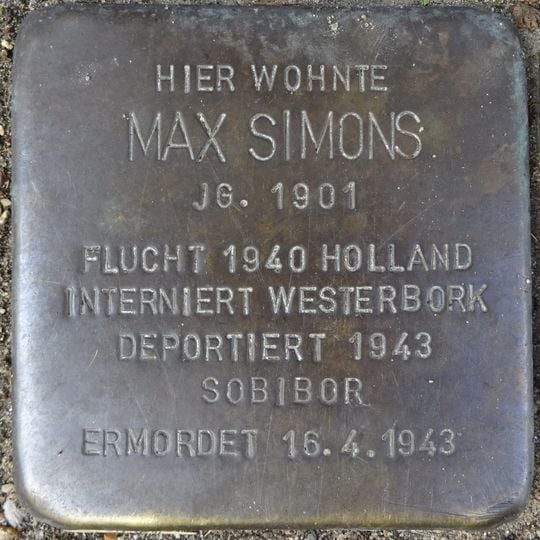 HIER WOHNTE
MAX SIMONS
JG. 1901
FLUCHT 1940 HOLLAND
INTERNIERT WESTERBORK
DEPORTIERT 1943
SOBIBOR
ERMORDET 16.4.1943